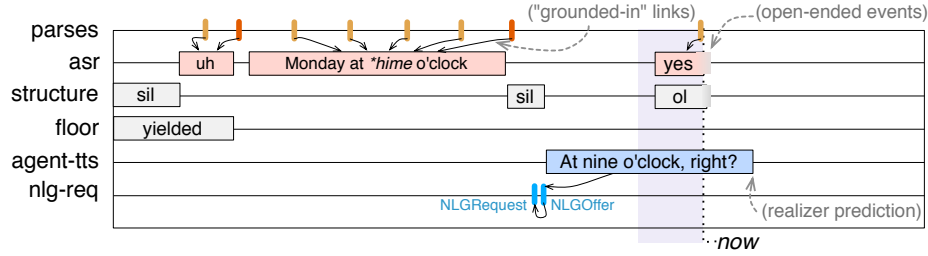 ("grounded-in" links)
(open-ended events)
parses
asr
uh
Monday at *hime o'clock
yes
structure
sil
sil
ol
floor
yielded
agent-tts
At nine o'clock, right?
nlg-req
NLGRequest
NLGOffer
(realizer prediction)
now